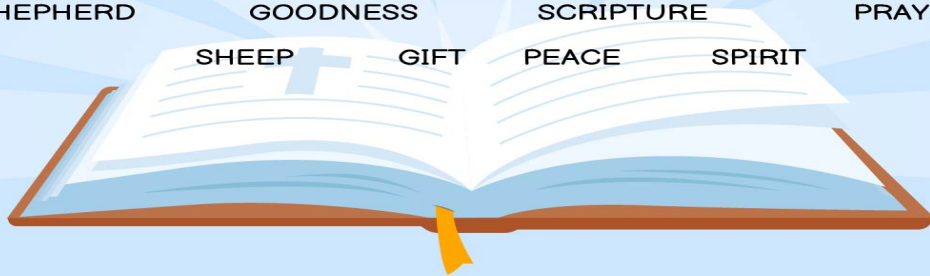 HEPHERD GOODNESS SCRIPTURE PRAY
SHEEP GIFT PEACE SPIRIT